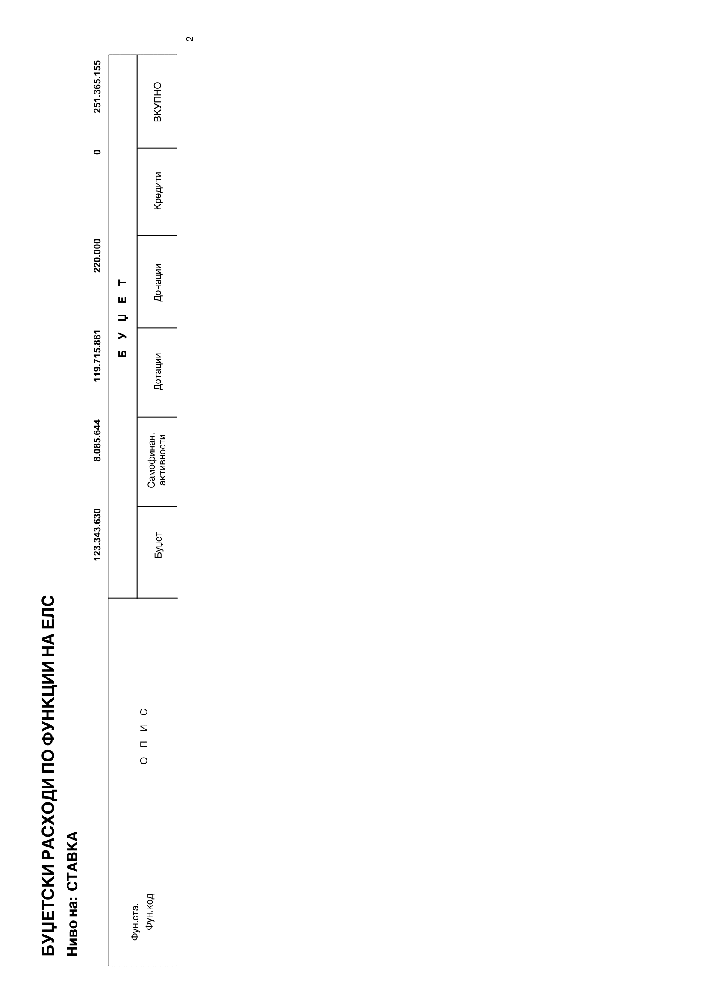 БУЏЕТСКИ РАСХОДИ ПО ФУНКЦИИ НА ЕЛС
Ниво на: СТАВКА
123.343.630 8.085.644 119.715.881 220.000 0 251.365.155
Б У Џ Е Т
Фун.ста.
Фун.код
О П И С
Буџет
Самофинан.
активности
Дотации
Донации
Кредити
ВКУПНО
2